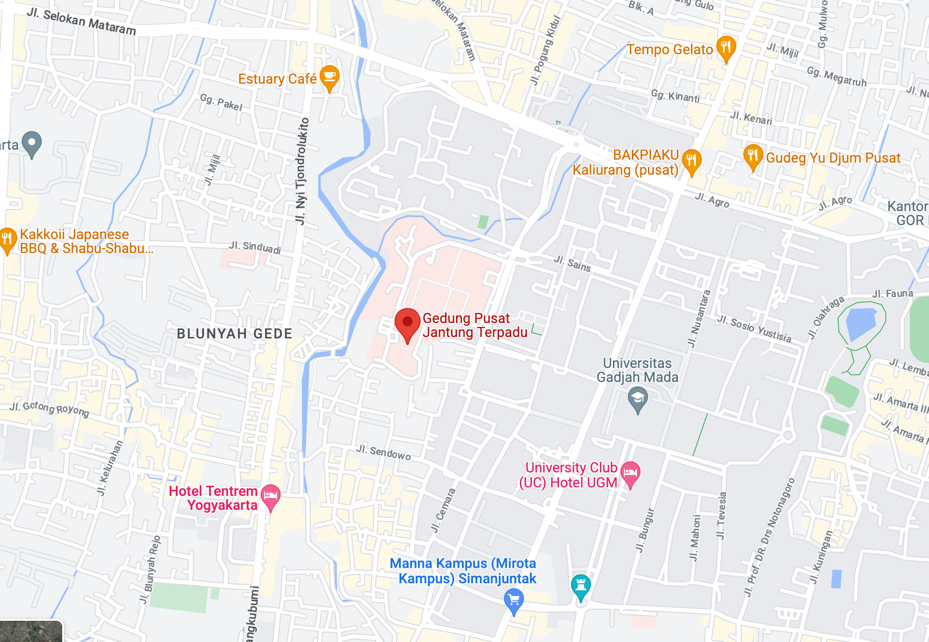 Jl. Selokan Mataram
Selokan Mataram
Jl. Pogung Kidul
Blk. A
Gulo
Gg. Mulwo
Tempo Gelato
Jl. Mijil
Gg. Megatruh
Estuary Café
Gg. Pakel
Gg. Kinanti
Jl. Kenari
Jl. Nyi Tjondrolukito
Jl. Mijil
BAKPIAKU
Kaliurang (pusat)
Gudeg Yu Djum Pusat
Jl. Agro
Jl. Agro
Kantor
GOR
Kakkoii Japanese
BBQ & Shabu-Shabu...
Jl. Sinduadi
Jl. Sains
Jl. Fauna
Jl. Nusantara
Jl. Olahraga
Gedung Pusat
Jantung Terpadu
Jl. Sosio Yustisia
BLUNYAH GEDE
Universitas
Gadjah Mada
Jl. Amarta III
Jl. Amarta
Jl. Gotong Royong
Jl. Kelurahan
Jl. Sendowo
University Club
(UC) Hotel UGM
Hotel Tentrem
Yogyakarta
Jl. Cemara
Jl. Bungur
Jl. Mahoni
Jl. Tevesia
Jl. Prof. DR. Drs Notonagoro
Jl. Kuningan
Jl. Blunyah Rejo
Manna Kampus (Mirota
Kampus) Simanjuntak